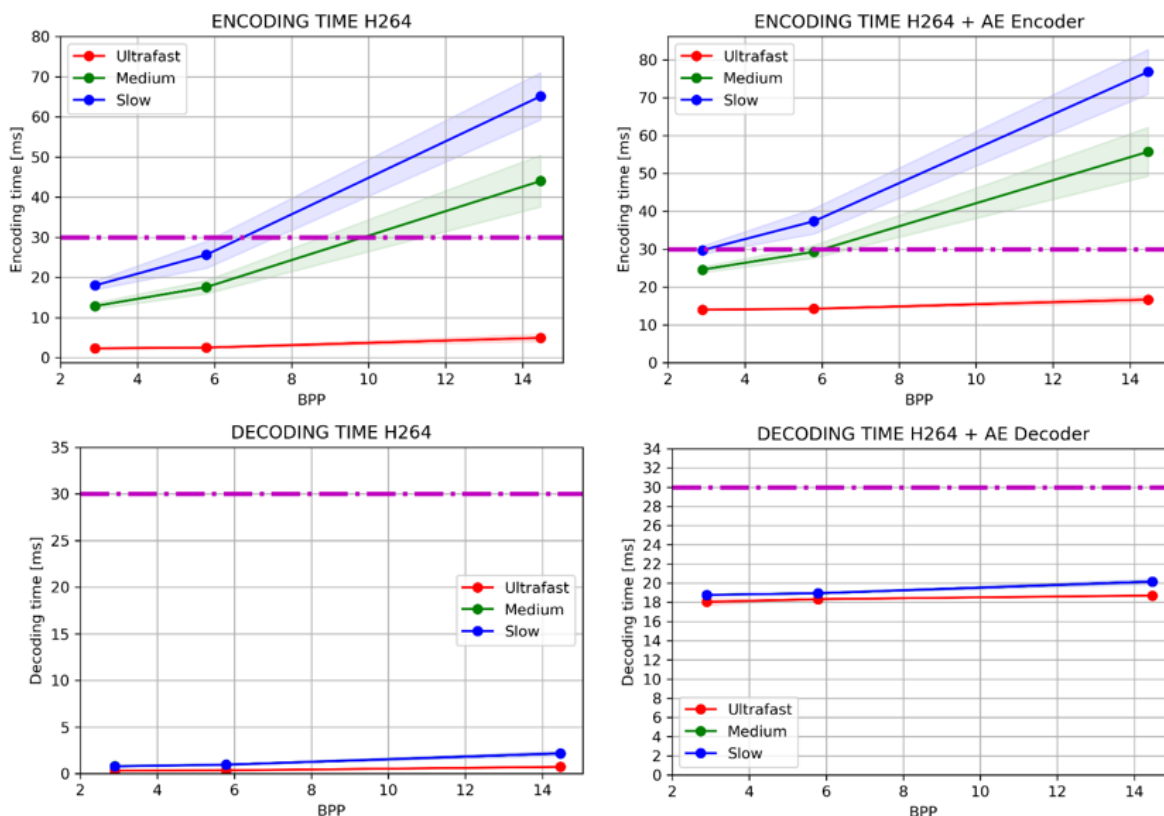 ENCODING TIME H264
80
70
60
50
40
30
20
10
0
Encoding time [ms]
Ultrafast
Medium
Slow
2 4 6 8 10 12 14
BPP
ENCODING TIME H264 + AE Encoder
80
70
60
50
40
30
20
10
0
Encoding time [ms]
Ultrafast
Medium
Slow
2 4 6 8 10 12 14
BPP
DECODING TIME H264
35
30
25
20
15
10
5
0
Decoding time [ms]
Ultrafast
Medium
Slow
2 4 6 8 10 12 14
BPP
DECODING TIME H264 + AE Decoder
34
32
30
28
26
24
22
20
18
16
14
12
10
8
6
4
2
0
Decoding time [ms]
Ultrafast
Medium
Slow
2 4 6 8 10 12 14
BPP